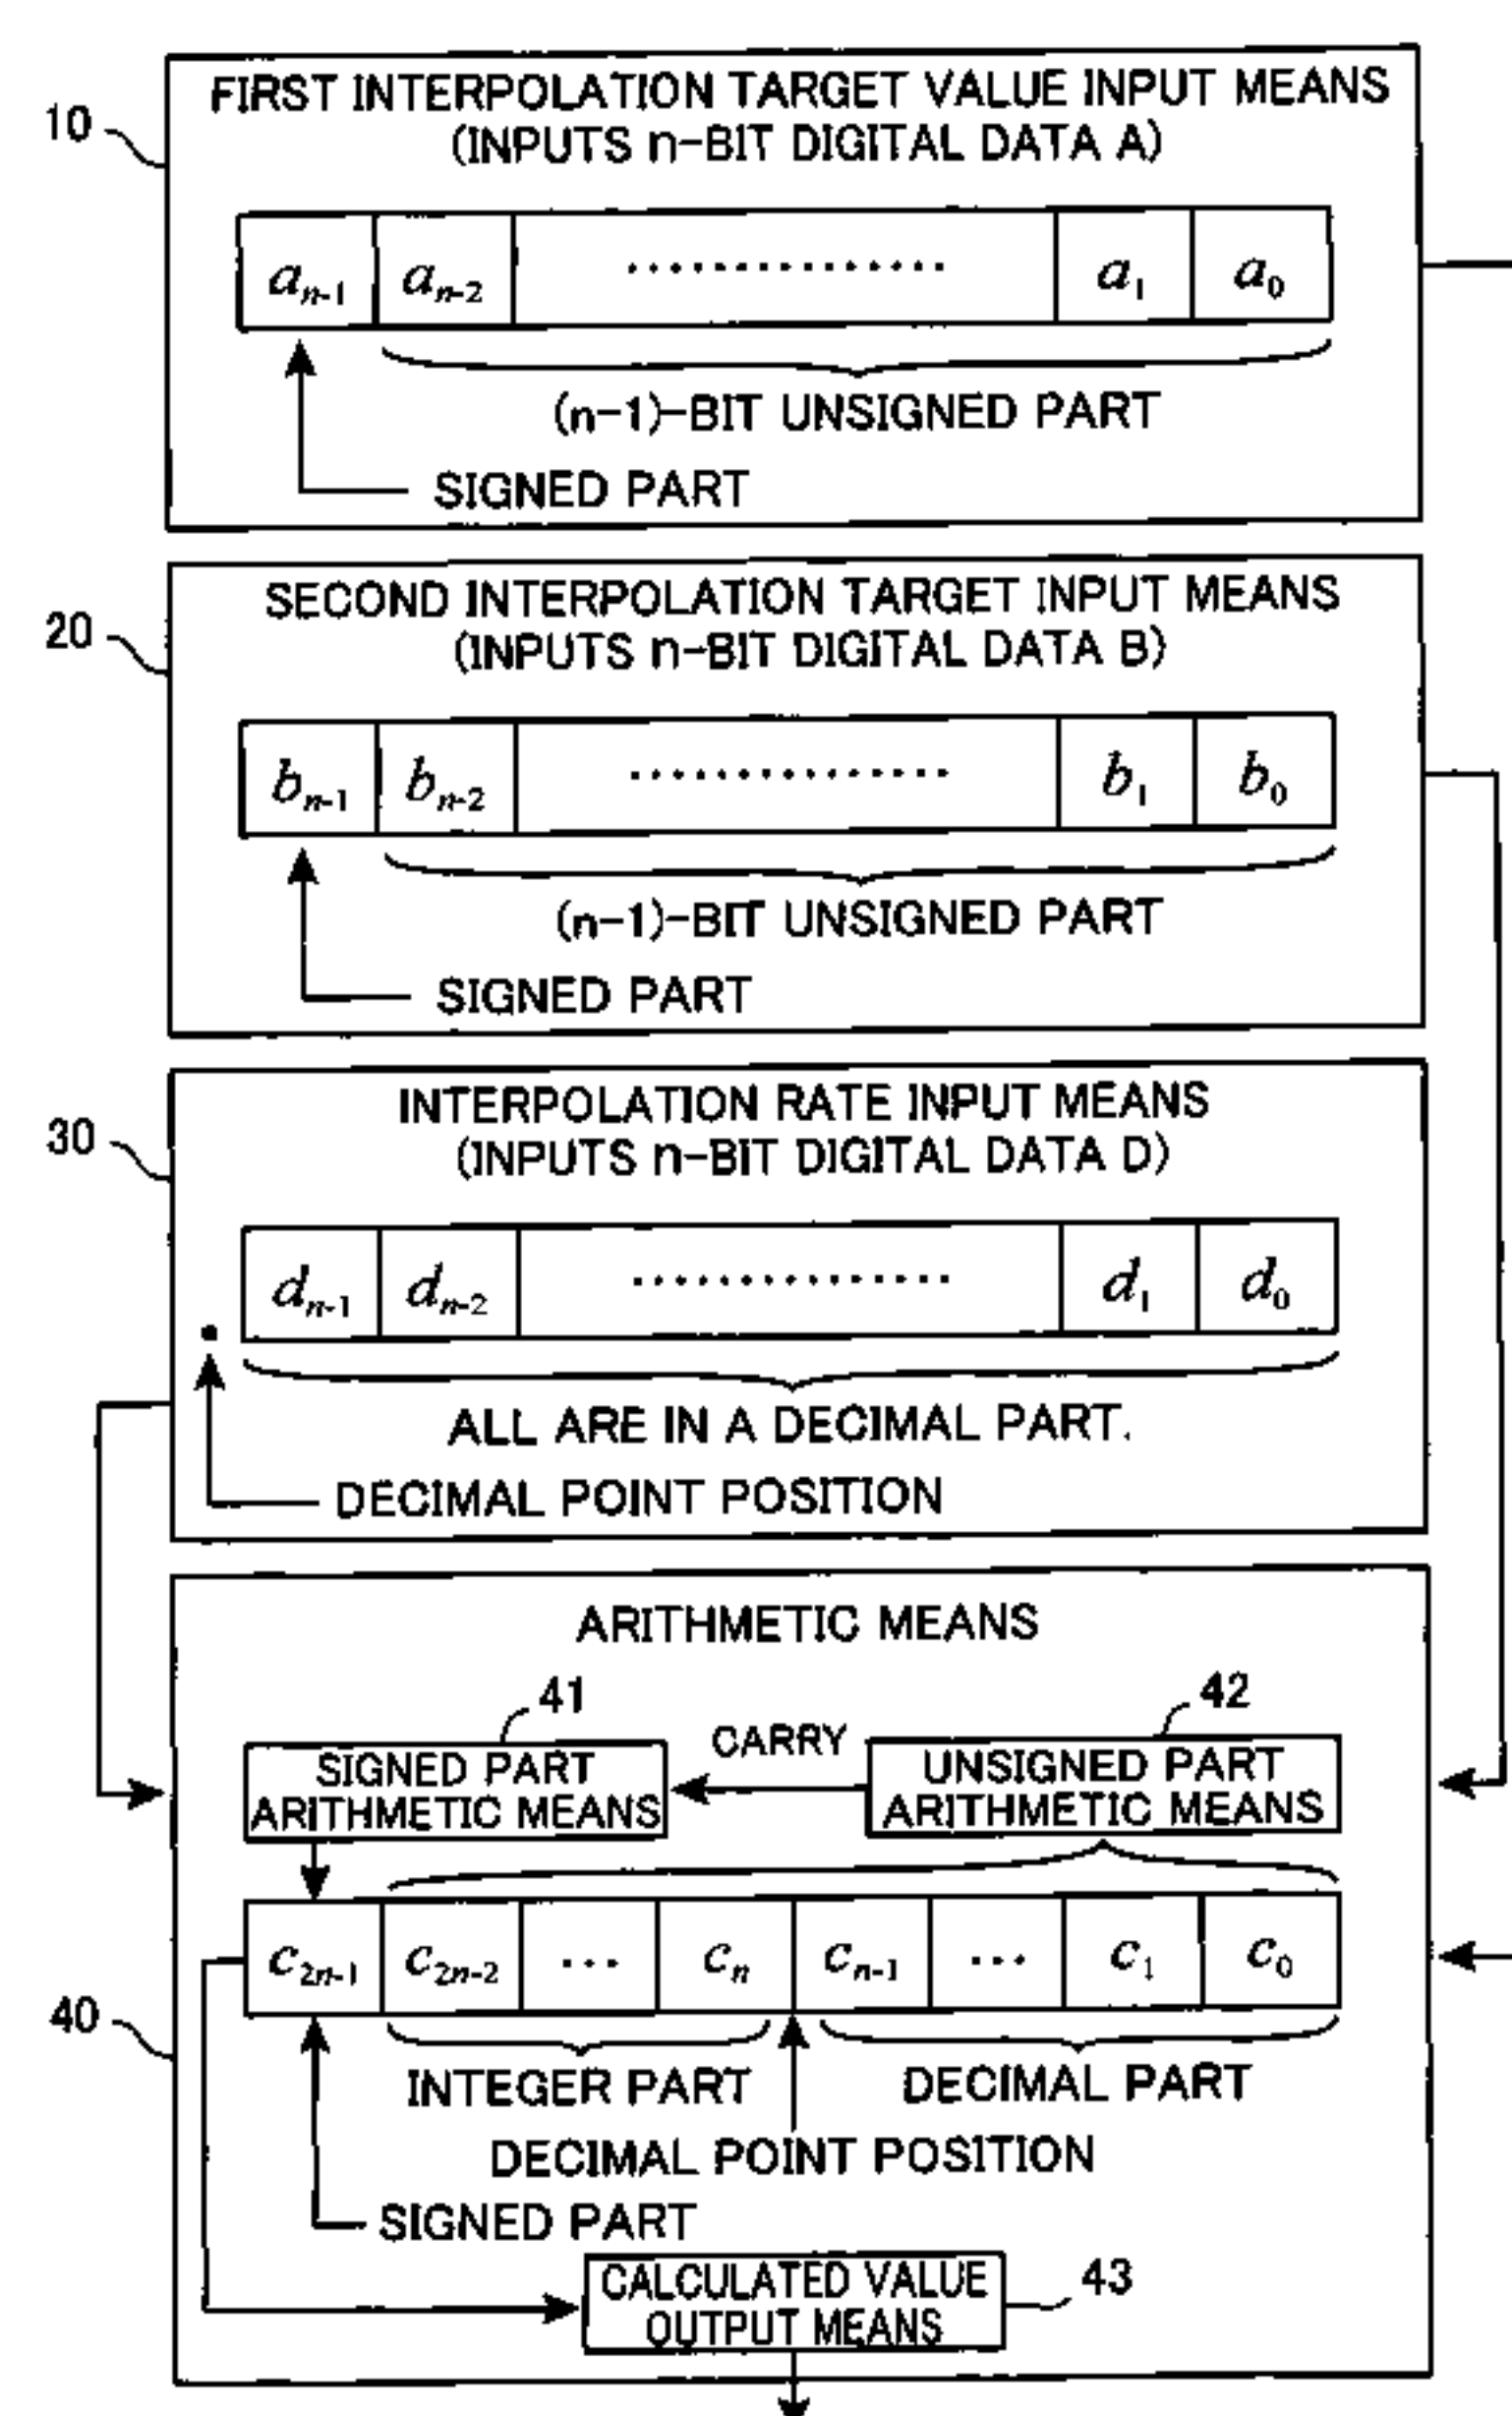 FIRST INTERPOLATION TARGET VALUE INPUT MEANS
(INPUTS n-BIT DIGITAL DATA A)
10
a_{n-1} a_{n-2} ............... a_1 a_0
(n-1)-BIT UNSIGNED PART
SIGNED PART
SECOND INTERPOLATION TARGET INPUT MEANS
(INPUTS n-BIT DIGITAL DATA B)
20
b_{n-1} b_{n-2} ............... b_1 b_0
(n-1)-BIT UNSIGNED PART
SIGNED PART
INTERPOLATION RATE INPUT MEANS
(INPUTS n-BIT DIGITAL DATA D)
30
. d_{n-1} d_{n-2} ............... d_1 d_0
ALL ARE IN A DECIMAL PART.
DECIMAL POINT POSITION
ARITHMETIC MEANS
41
42
SIGNED PART
ARITHMETIC MEANS
CARRY
UNSIGNED PART
ARITHMETIC MEANS
c_{2n-1} c_{2n-2} ... c_n c_{n-1} ... c_1 c_0
40
INTEGER PART
DECIMAL PART
DECIMAL POINT POSITION
SIGNED PART
CALCULATED VALUE
OUTPUT MEANS
43